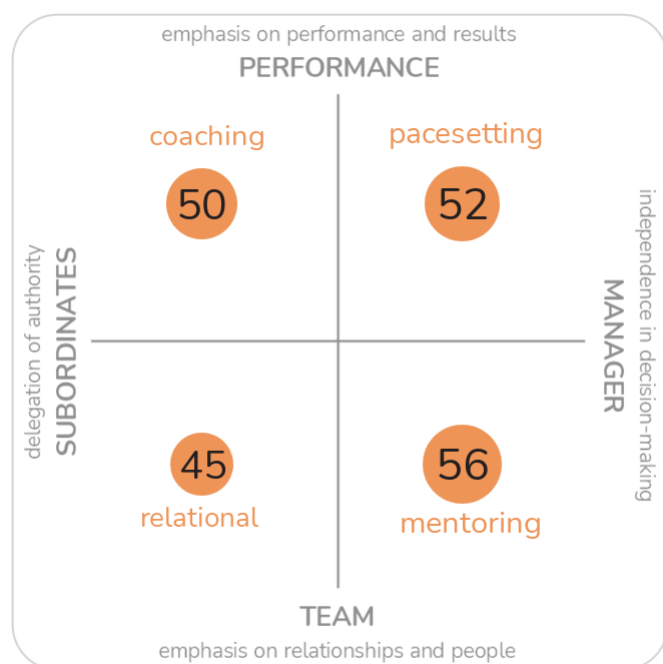 emphasis on performance and results
PERFORMANCE
coaching
pacesetting
50
52
delegation of authority
SUBORDINATES
MANAGER
independence in decision-making
45
56
relational
mentoring
TEAM
emphasis on relationships and people